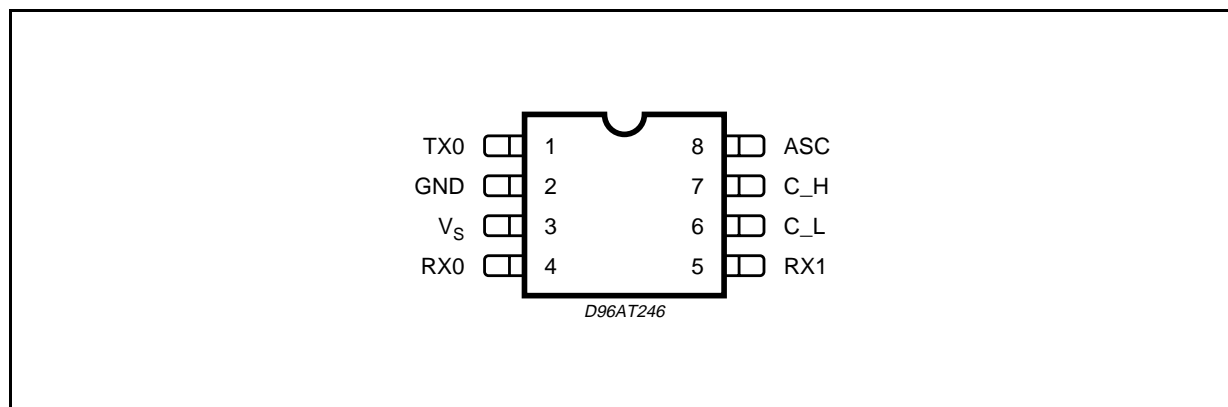 TX0 1 8 ASC
GND 2 7 C_H
VS 3 6 C_L
RX0 4 5 RX1
D96AT246